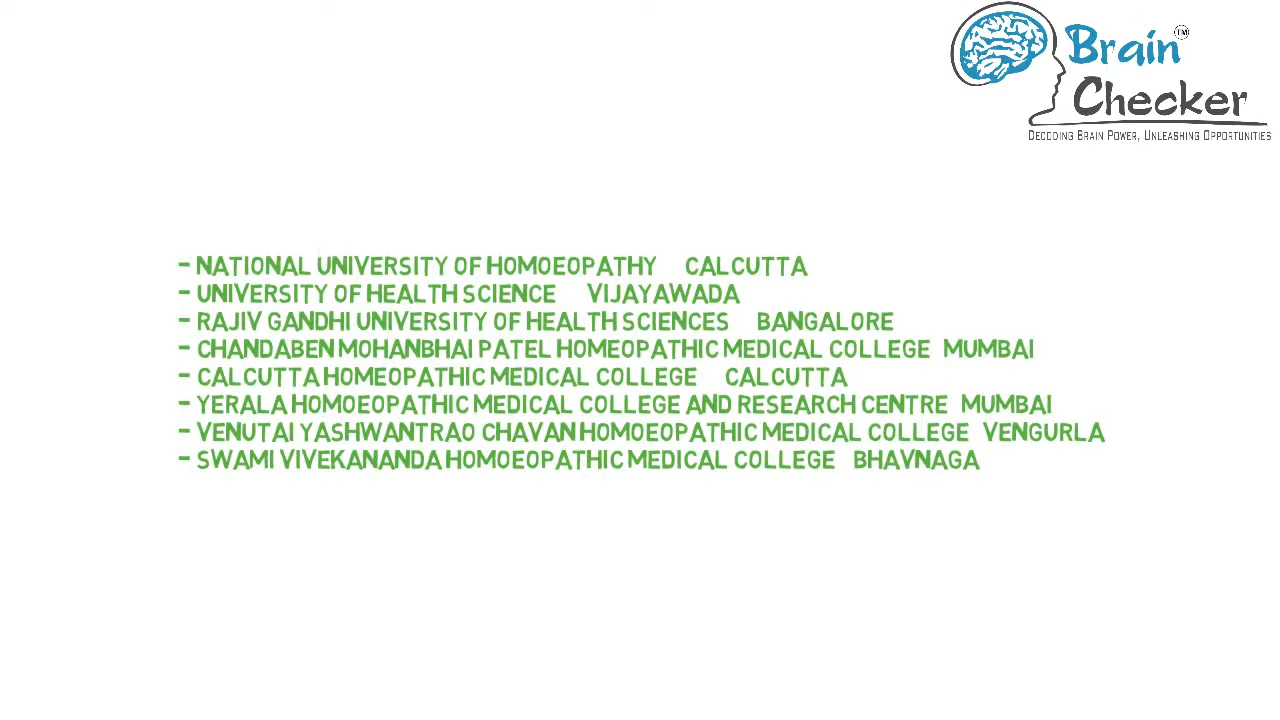 Brain TM
Checker
DECODING BRAIN POWER, UNLEASHING OPPORTUNITIES
- NATIONAL UNIVERSITY OF HOMOEOPATHY CALCUTTA
- UNIVERSITY OF HEALTH SCIENCE VIJAYAWADA
- RAJIV GANDHI UNIVERSITY OF HEALTH SCIENCES BANGALORE
- CHANDABEN MOHANBHAI PATEL HOMEOPATHIC MEDICAL COLLEGE MUMBAI
- CALCUTTA HOMEOPATHIC MEDICAL COLLEGE CALCUTTA
- YERALA HOMOEOPATHIC MEDICAL COLLEGE AND RESEARCH CENTRE MUMBAI
- VENUTAI YASHWANTRAO CHAVAN HOMOEOPATHIC MEDICAL COLLEGE VENGURLA
- SWAMI VIVEKANANDA HOMOEOPATHIC MEDICAL COLLEGE BHAVNAGA